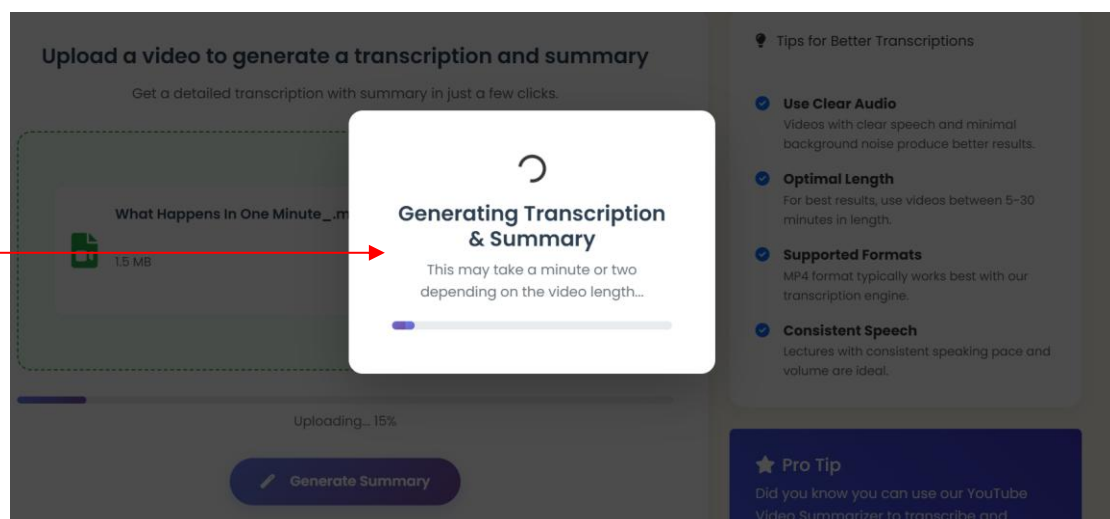 Upload a video to generate a transcription and summary
Get a detailed transcription with summary in just a few clicks.
What Happens In One Minute_.m
1.5 MB
Generating Transcription
& Summary
This may take a minute or two
depending on the video length...
Uploading... 15%
Generate Summary
Tips for Better Transcriptions
Use Clear Audio
Videos with clear speech and minimal
background noise produce better results.
Optimal Length
For best results, use videos between 5-30
minutes in length.
Supported Formats
MP4 format typically works best with our
transcription engine.
Consistent Speech
Lectures with consistent speaking pace and
volume are ideal.
Pro Tip
Did you know you can use our YouTube
Video Summarizer to transcribe and